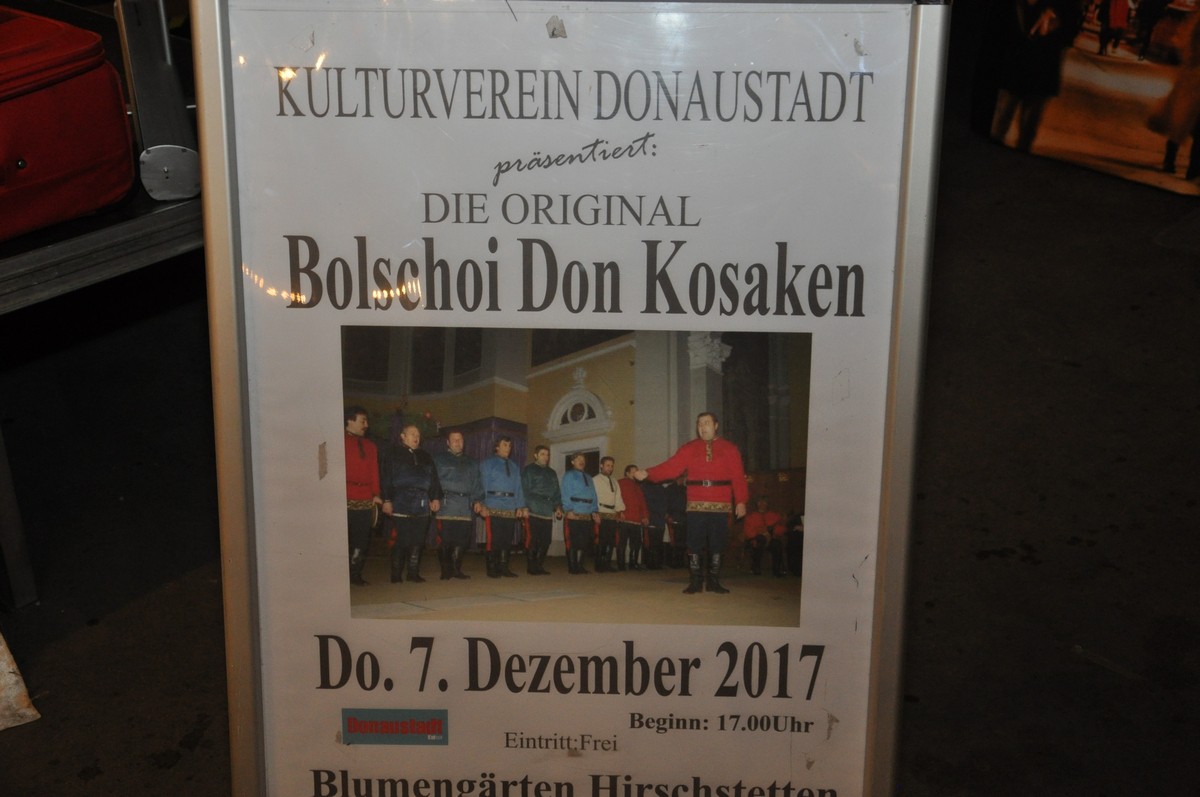 KULTURVEREIN DONAUSTADT
präsentiert:
DIE ORIGINAL
Bolschoi Don Kosaken
Do. 7. Dezember 2017
Donaustadt
Beginn: 17.00Uhr
Eintritt:Frei
Blumengärten Hirschstetten